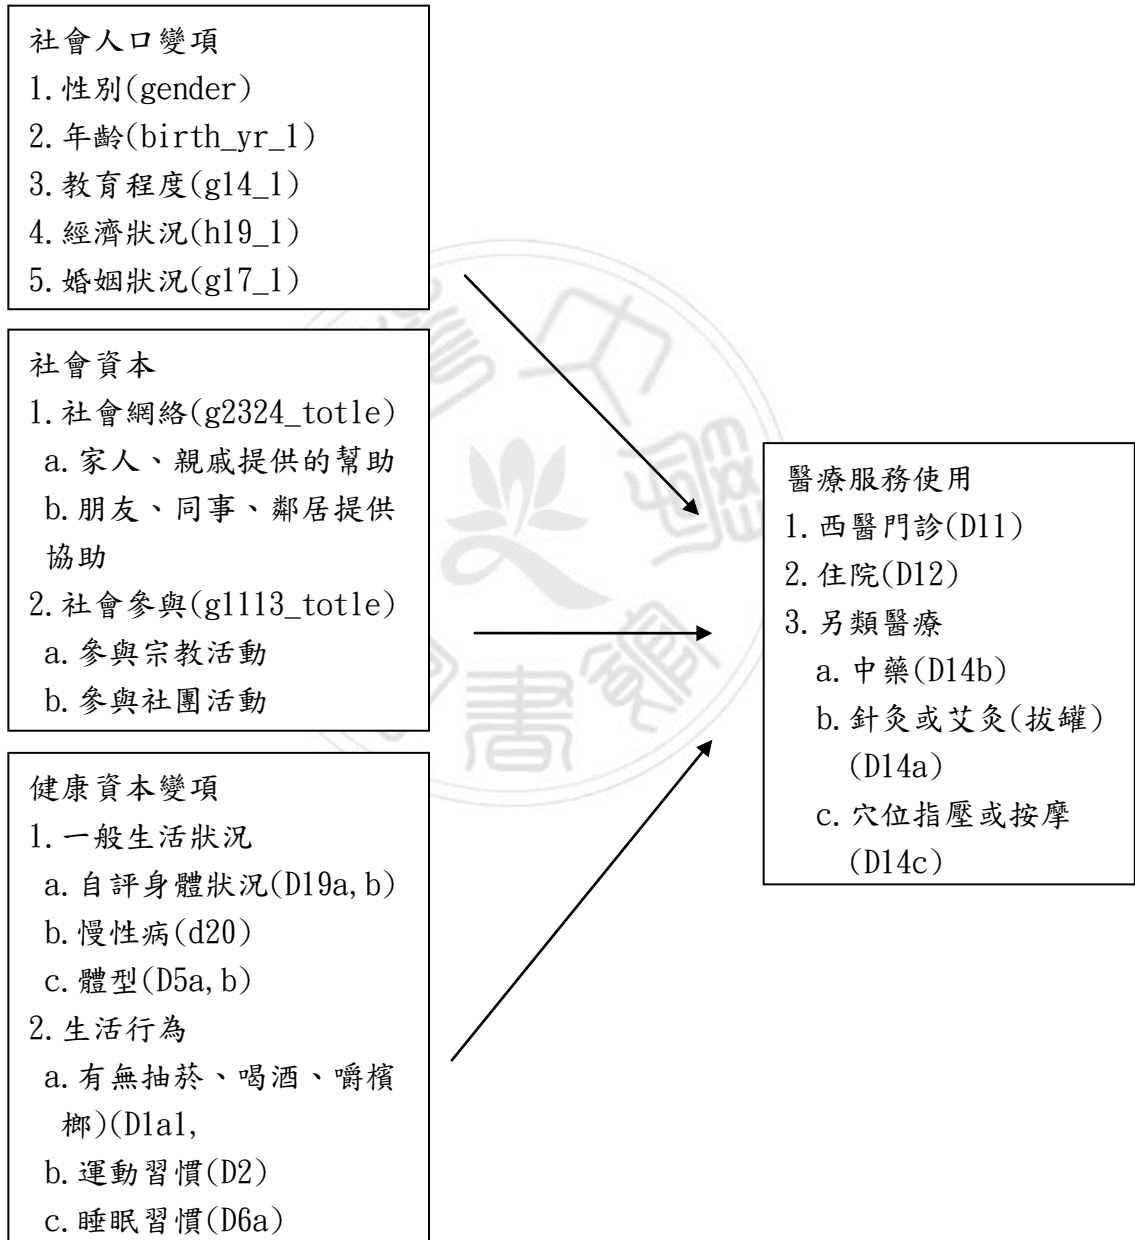 社會人口變項
1.性別(gender)
2.年齡(birth_yr_1)
3.教育程度(g14_1)
4.經濟狀況(h19_1)
5.婚姻狀況(g17_1)
社會資本
1.社會網絡(g2324_totle)
a.家人、親戚提供的幫助
b.朋友、同事、鄰居提供
協助
2.社會參與(g1113_totle)
a.參與宗教活動
b.參與社團活動
健康資本變項
1.一般生活狀況
a.自評身體狀況(D19a,b)
b.慢性病(d20)
c.體型(D5a,b)
2.生活行為
a.有無抽菸、喝酒、嚼檳
榔)(D1a1,
b.運動習慣(D2)
c.睡眠習慣(D6a)
醫療服務使用
1.西醫門診(D11)
2.住院(D12)
3.另類醫療
a.中藥(D14b)
b.針灸或艾灸(拔罐)
(D14a)
c.穴位指壓或按摩
(D14c)